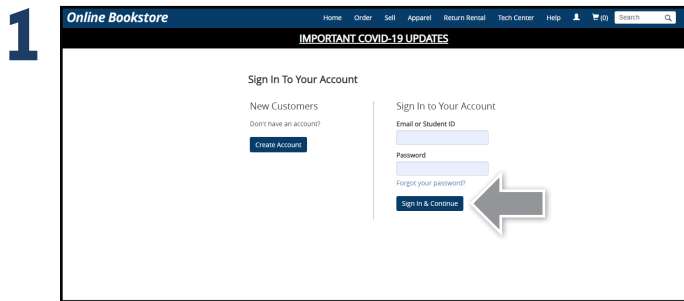 1
Online Bookstore
Home Order Sell Apparel Return Rental Tech Center Help (0) Search
IMPORTANT COVID-19 UPDATES
Sign In To Your Account
New Customers
Don't have an account?
Create Account
Sign In to Your Account
Email or Student ID
Password
Forgot your password?
Sign In & Continue